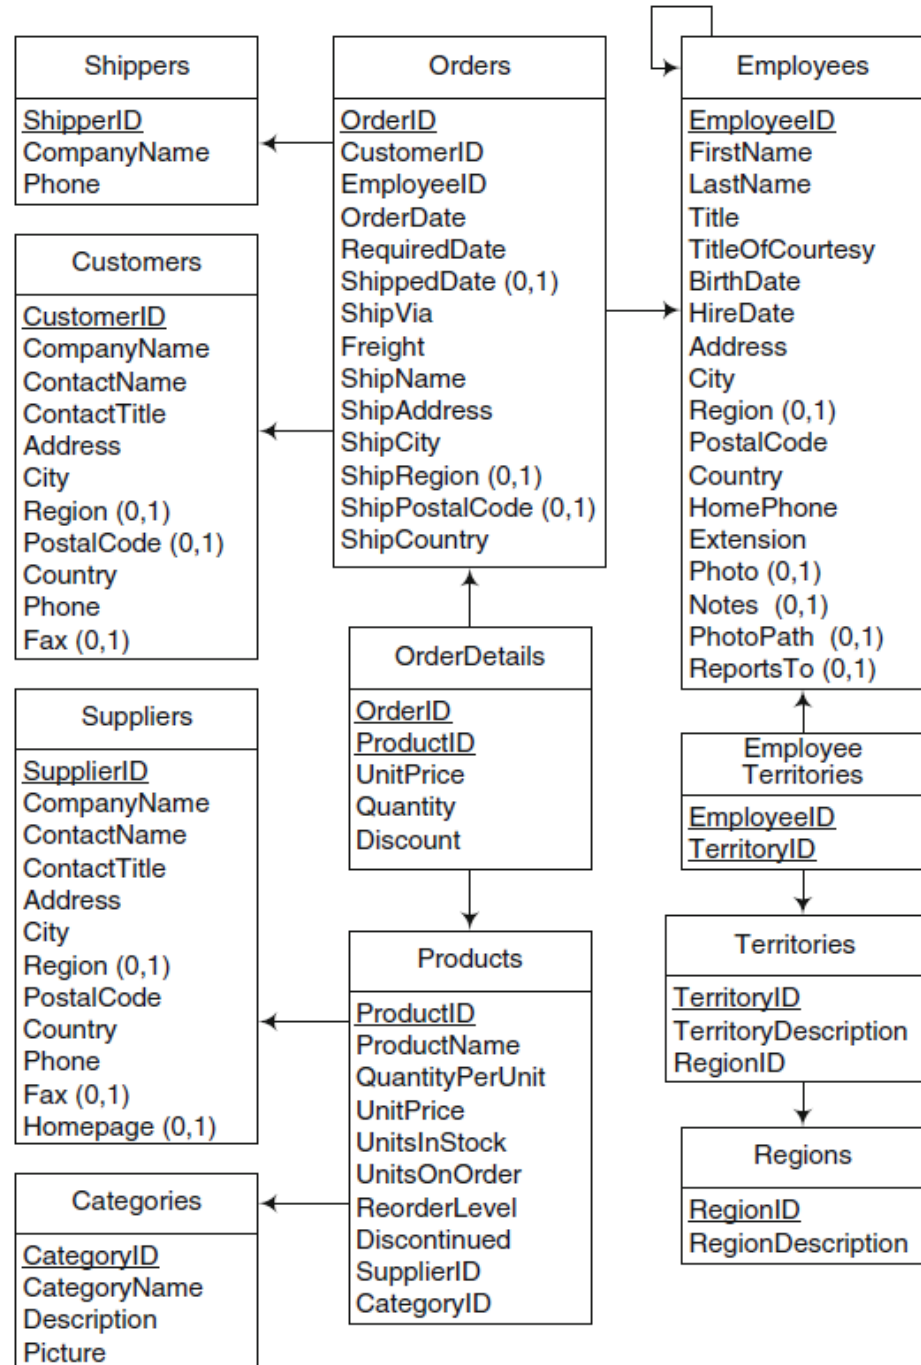 Shippers
ShipperID
CompanyName
Phone
Customers
CustomerID
CompanyName
ContactName
ContactTitle
Address
City
Region (0,1)
PostalCode (0,1)
Country
Phone
Fax (0,1)
Suppliers
SupplierID
CompanyName
ContactName
ContactTitle
Address
City
Region (0,1)
PostalCode
Country
Phone
Fax (0,1)
Homepage (0,1)
Categories
CategoryID
CategoryName
Description
Picture
Orders
OrderID
CustomerID
EmployeeID
OrderDate
RequiredDate
ShippedDate (0,1)
ShipVia
Freight
ShipName
ShipAddress
ShipCity
ShipRegion (0,1)
ShipPostalCode (0,1)
ShipCountry
OrderDetails
OrderID
ProductID
UnitPrice
Quantity
Discount
Products
ProductID
ProductName
QuantityPerUnit
UnitPrice
UnitsInStock
UnitsOnOrder
ReorderLevel
Discontinued
SupplierID
CategoryID
Employees
EmployeeID
FirstName
LastName
Title
TitleOfCourtesy
BirthDate
HireDate
Address
City
Region (0,1)
PostalCode
Country
HomePhone
Extension
Photo (0,1)
Notes (0,1)
PhotoPath (0,1)
ReportsTo (0,1)
Employee
Territories
EmployeeID
TerritoryID
Territories
TerritoryID
TerritoryDescription
RegionID
Regions
RegionID
RegionDescription